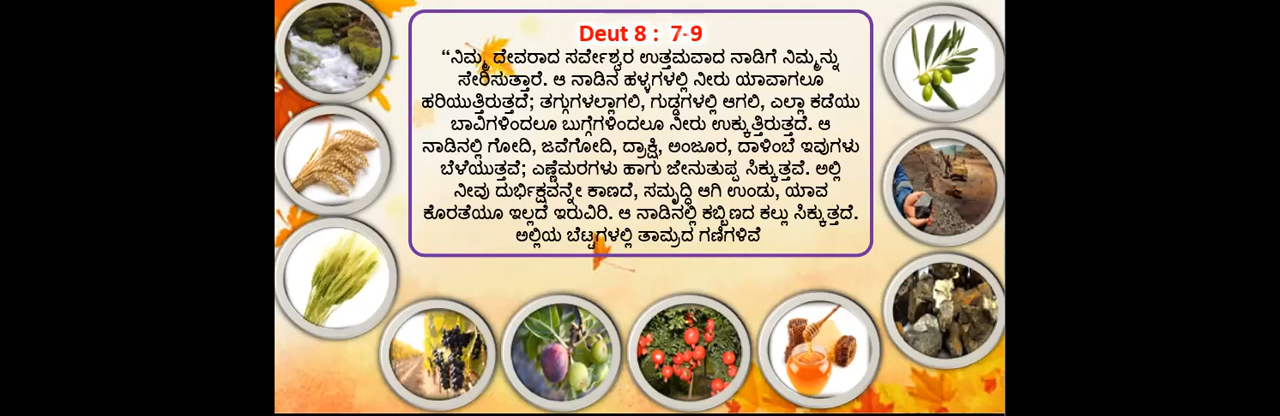 Deut 8 : 7-9
“ನಿಮ್ಮ ದೇವರಾದ ಸರ್ವೇಶ್ವರ ಉತ್ತಮವಾದ ನಾಡಿಗೆ ನಿಮ್ಮನ್ನು
ಸೇರಿಸುತ್ತಾರೆ. ಆ ನಾಡಿನ ಹಳ್ಳಗಳಲ್ಲಿ ನೀರು ಯಾವಾಗಲೂ
ಹರಿಯುತ್ತಿರುತ್ತದೆ; ತಗ್ಗುಗಳಲ್ಲಾಗಲಿ, ಗುಡ್ಡಗಳಲ್ಲಿ ಆಗಲಿ, ಎಲ್ಲಾ ಕಡೆಯು
ಬಾವಿಗಳಿಂದಲೂ ಬುಗ್ಗೆಗಳಿಂದಲೂ ನೀರು ಉಕ್ಕುತ್ತಿರುತ್ತದೆ. ಆ
ನಾಡಿನಲ್ಲಿ ಗೋದಿ, ಜವೆಗೋದಿ, ದ್ರಾಕ್ಷಿ, ಅಂಜೂರ, ದಾಳಿಂಬೆ ಇವುಗಳು
ಬೆಳೆಯುತ್ತವೆ; ಎಣ್ಣೆಮರಗಳು ಹಾಗು ಜೇನುತುಪ್ಪ ಸಿಕ್ಕುತ್ತವೆ. ಅಲ್ಲಿ
ನೀವು ದುರ್ಭಿಕ್ಷವನ್ನೇ ಕಾಣದೆ, ಸಮೃದ್ಧಿ ಆಗಿ ಉಂಡು, ಯಾವ
ಕೊರತೆಯೂ ಇಲ್ಲದೆ ಇರುವಿರಿ. ಆ ನಾಡಿನಲ್ಲಿ ಕಬ್ಬಿಣದ ಕಲ್ಲು ಸಿಕ್ಕುತ್ತದೆ.
ಅಲ್ಲಿಯ ಬೆಟ್ಟಗಳಲ್ಲಿ ತಾಮ್ರದ ಗಣಿಗಳಿವೆ